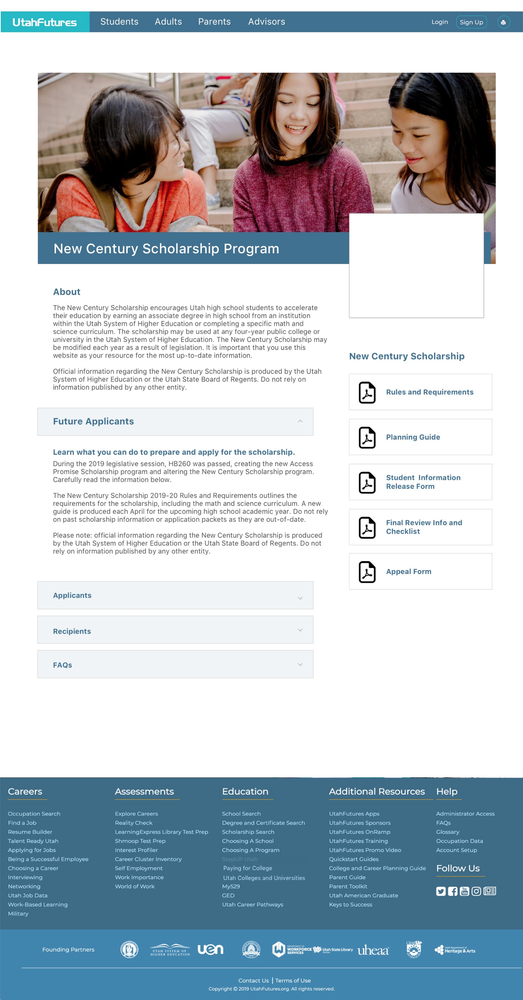 UtahFutures
Students Adults Parents Advisors Login Sign Up
New Century Scholarship Program
About
The New Century Scholarship encourages Utah high school students to accelerate
their education by earning an associate degree in high school from an institution
within the Utah System of Higher Education or completing a specific math and
science curriculum. The scholarship may be used at any four-year public college or
university in the Utah System of Higher Education. The New Century Scholarship may
be modified each year as a result of legislation. It is important that you use this
website as your resource for the most up-to-date information.
Official information regarding the New Century Scholarship is produced by the Utah
System of Higher Education or the Utah State Board of Regents. Do not rely on
information published by any other entity.
Future Applicants
Learn what you can do to prepare and apply for the scholarship.
During the 2019 legislative session, HB260 was passed, creating the new Access
Promise Scholarship program and altering the New Century Scholarship program.
Carefully read the information below.
The New Century Scholarship 2019-20 Rules and Requirements outlines the
requirements for the scholarship, including the math and science curriculum. A new
guide is produced each April for the upcoming high school academic year. Do not rely
on past scholarship information or application packets as they are out-of-date.
Please note: official information regarding the New Century Scholarship is produced
by the Utah System of Higher Education or the Utah State Board of Regents. Do not
rely on information published by any other entity.
Applicants
Recipients
FAQs
New Century Scholarship
Rules and Requirements
Planning Guide
Student Information
Release Form
Final Review Info and
Checklist
Appeal Form
Careers
Occupation Search
Find a Job
Resume Builder
Talent Ready Utah
Applying for Jobs
Being a Successful Employee
Choosing a Career
Interviewing
Networking
Utah Job Data
Work-Based Learning
Military
Assessments
Explore Careers
Reality Check
LearningExpress Library Test Prep
Shmoop Test Prep
Interest Profiler
Career Cluster Inventory
Self Employment
Work Importance
World of Work
Education
School Search
Degree and Certificate Search
Scholarship Search
Choosing A School
Choosing A Program
StepUP Utah
Paying for College
Utah Colleges and Universities
My529
GED
Utah Career Pathways
Additional Resources
UtahFutures Apps
UtahFutures Sponsors
UtahFutures OnRamp
UtahFutures Training
UtahFutures Promo Video
Quickstart Guides
College and Career Planning Guide
Parent Guide
Parent Toolkit
Utah American Graduate
Keys to Success
Help
Administrator Access
FAQs
Glossary
Occupation Data
Account Setup
Follow Us
You
Tube
Founding Partners
UTAH SYSTEM OF
HIGHER EDUCATION
uen
DEPARTMENT OF
WORKFORCE
SERVICES
Utah State Library
Division
uheaa
GEAR UP
Utah Department of
Heritage & Arts
Contact Us | Terms of Use
Copyright © 2019 UtahFutures.org. All rights reserved.